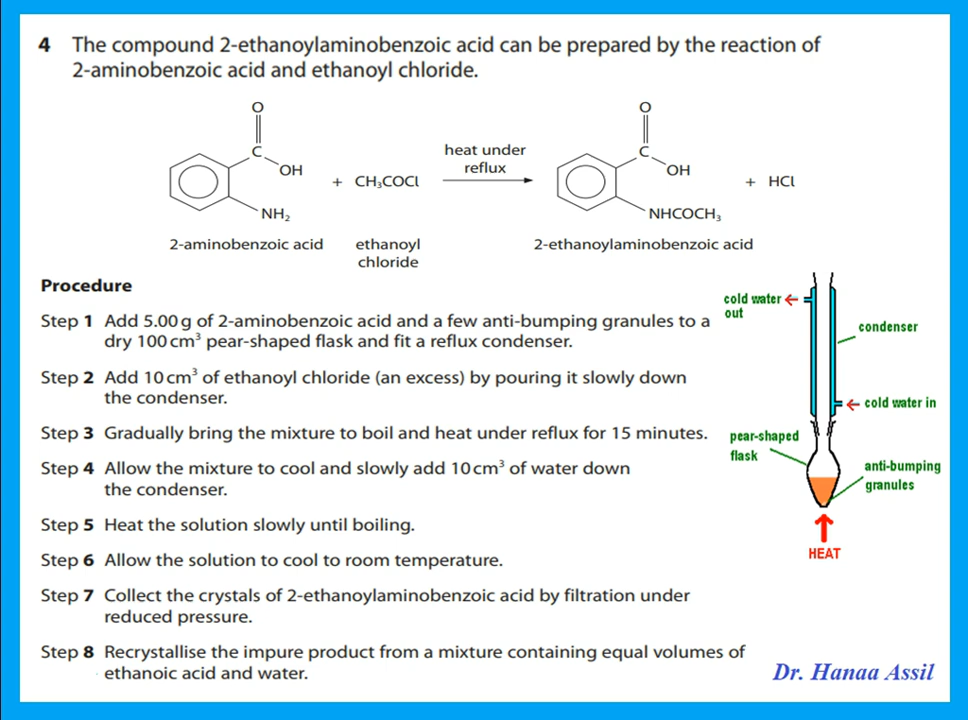 4 The compound 2-ethanoylaminobenzoic acid can be prepared by the reaction of
2-aminobenzoic acid and ethanoyl chloride.
O
C
OH
NH₂
+ CH₃COCl
heat under
reflux
O
C
OH
NHCOCH₃
+ HCl
2-aminobenzoic acid
ethanoyl
chloride
2-ethanoylaminobenzoic acid
Procedure
Step 1 Add 5.00 g of 2-aminobenzoic acid and a few anti-bumping granules to a
dry 100 cm³ pear-shaped flask and fit a reflux condenser.
Step 2 Add 10 cm³ of ethanoyl chloride (an excess) by pouring it slowly down
the condenser.
Step 3 Gradually bring the mixture to boil and heat under reflux for 15 minutes.
Step 4 Allow the mixture to cool and slowly add 10 cm³ of water down
the condenser.
Step 5 Heat the solution slowly until boiling.
Step 6 Allow the solution to cool to room temperature.
Step 7 Collect the crystals of 2-ethanoylaminobenzoic acid by filtration under
reduced pressure.
Step 8 Recrystallise the impure product from a mixture containing equal volumes of
ethanoic acid and water.
cold water
out
condenser
cold water in
pear-shaped
flask
anti-bumping
granules
HEAT
Dr. Hanaa Assil